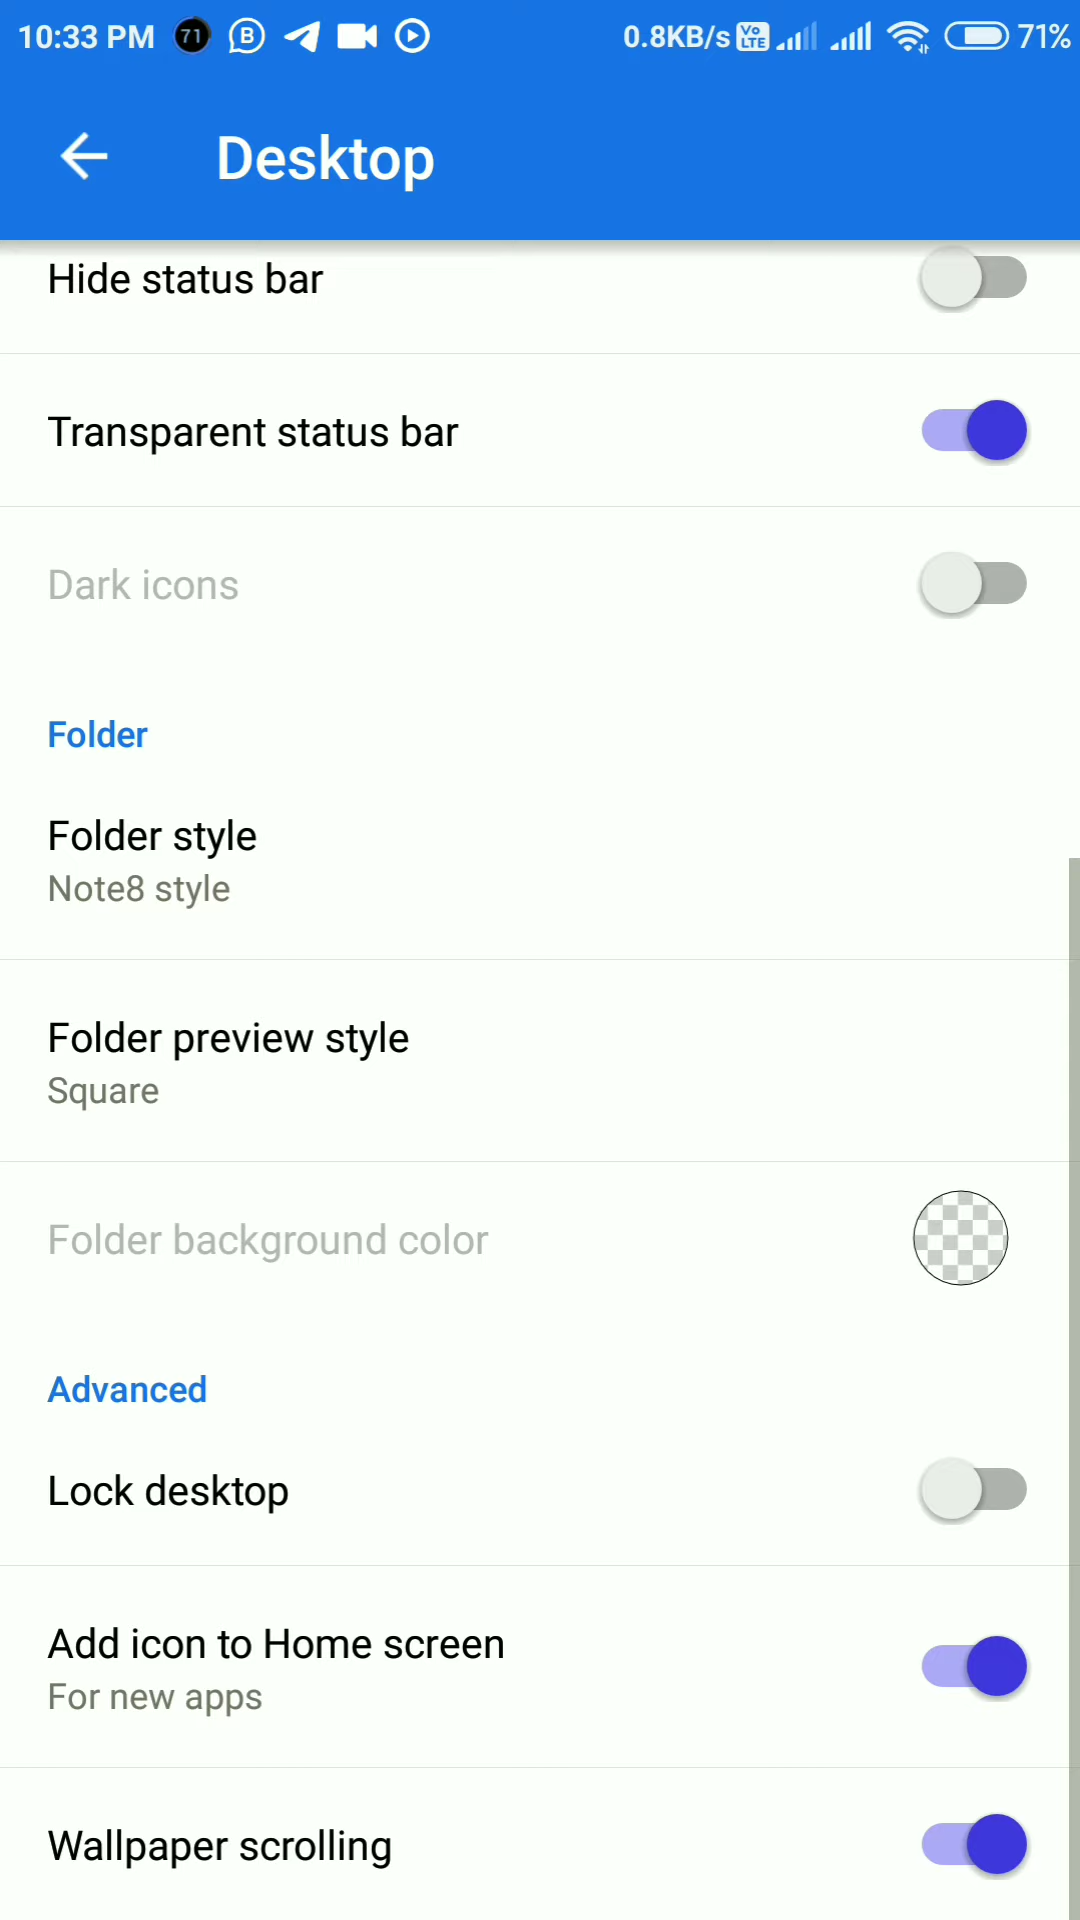 10:33 PM 71 B 0.8KB/s Vo LTE 71%
Desktop
Hide status bar
Transparent status bar
Dark icons
Folder
Folder style
Note8 style
Folder preview style
Square
Folder background color
Advanced
Lock desktop
Add icon to Home screen
For new apps
Wallpaper scrolling